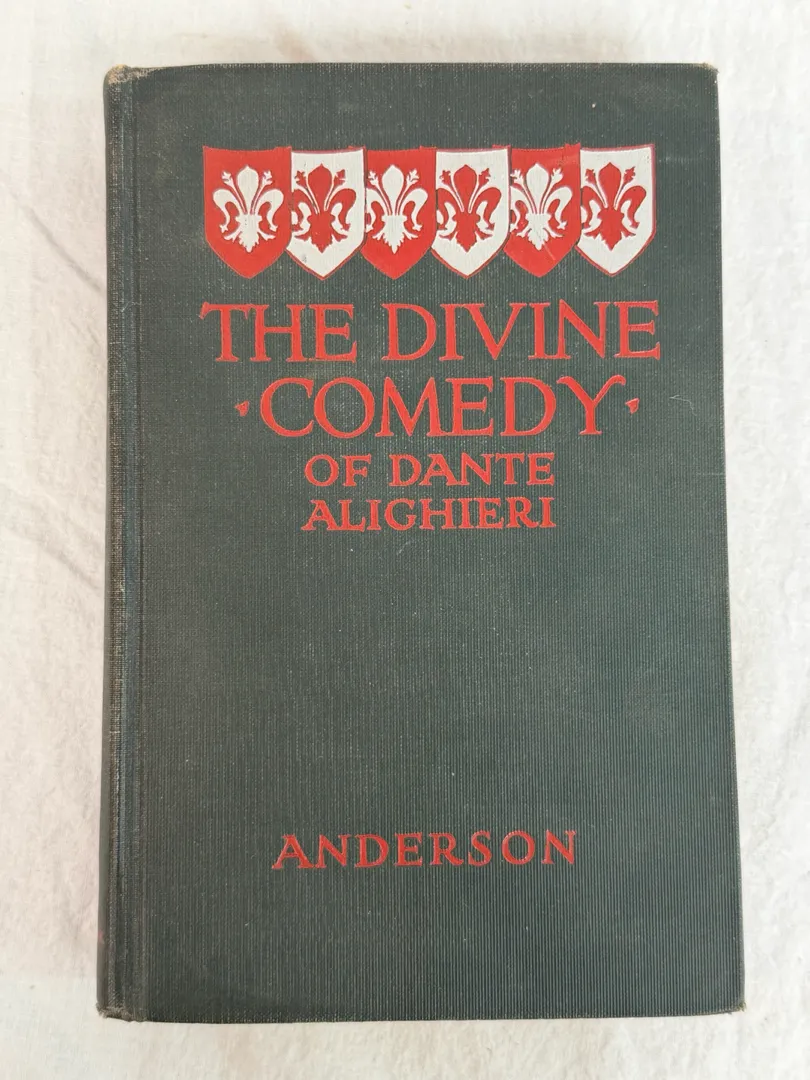 THE DIVINE
·COMEDY·
OF DANTE
ALIGHIERI
ANDERSON